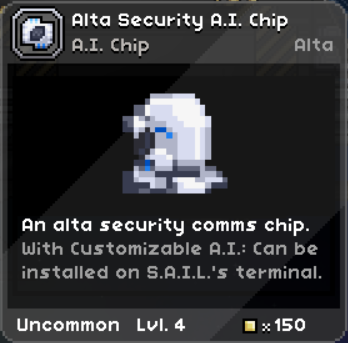 Alta Security A.I. Chip
A.I. Chip Alta
An alta security comms chip.
With Customizable A.I.: Can be
installed on S.A.I.L.'s terminal.
Uncommon Lvl. 4 x150